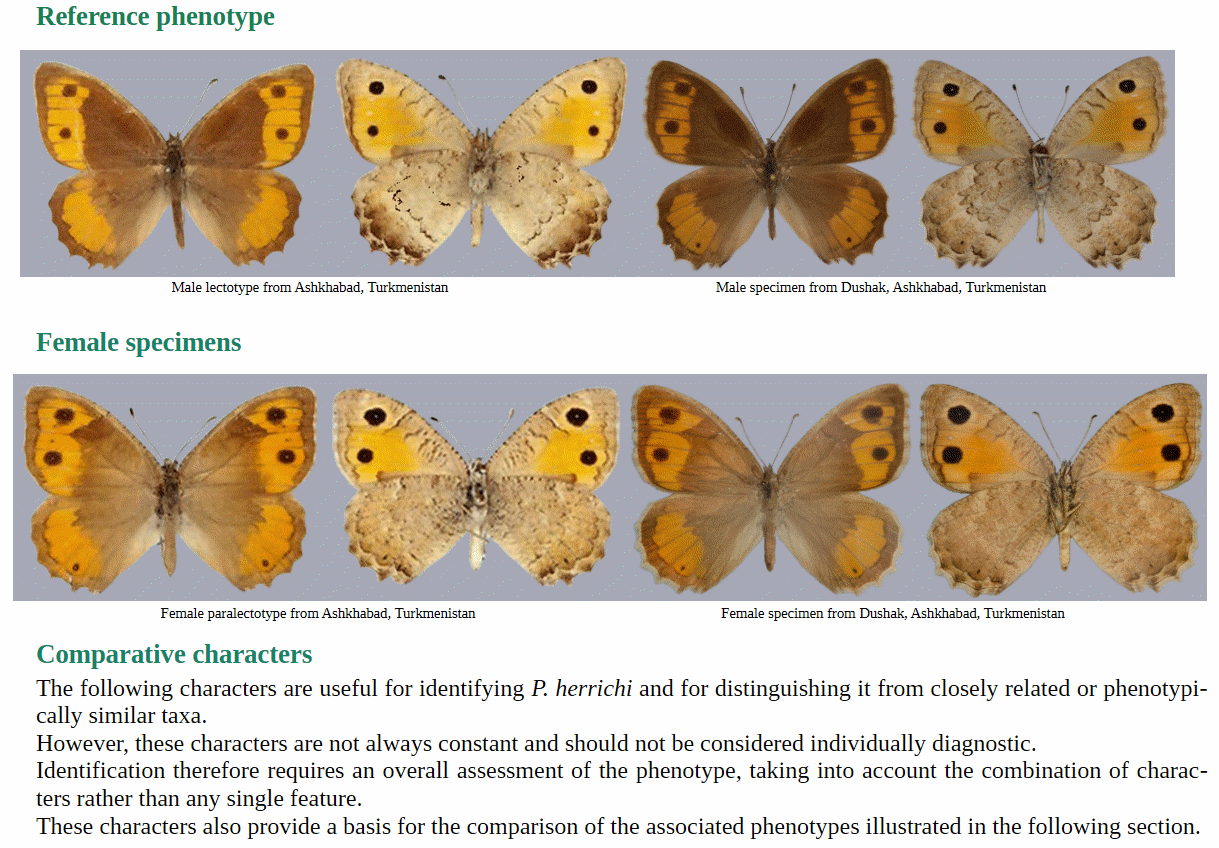 Reference phenotype
Male lectotype from Ashkhabad, Turkmenistan
Male specimen from Dushak, Ashkhabad, Turkmenistan
Female specimens
Female paralectotype from Ashkhabad, Turkmenistan
Female specimen from Dushak, Ashkhabad, Turkmenistan
Comparative characters
The following characters are useful for identifying P. herrichi and for distinguishing it from closely related or phenotypi-
cally similar taxa.
However, these characters are not always constant and should not be considered individually diagnostic.
Identification therefore requires an overall assessment of the phenotype, taking into account the combination of charac-
ters rather than any single feature.
These characters also provide a basis for the comparison of the associated phenotypes illustrated in the following section.